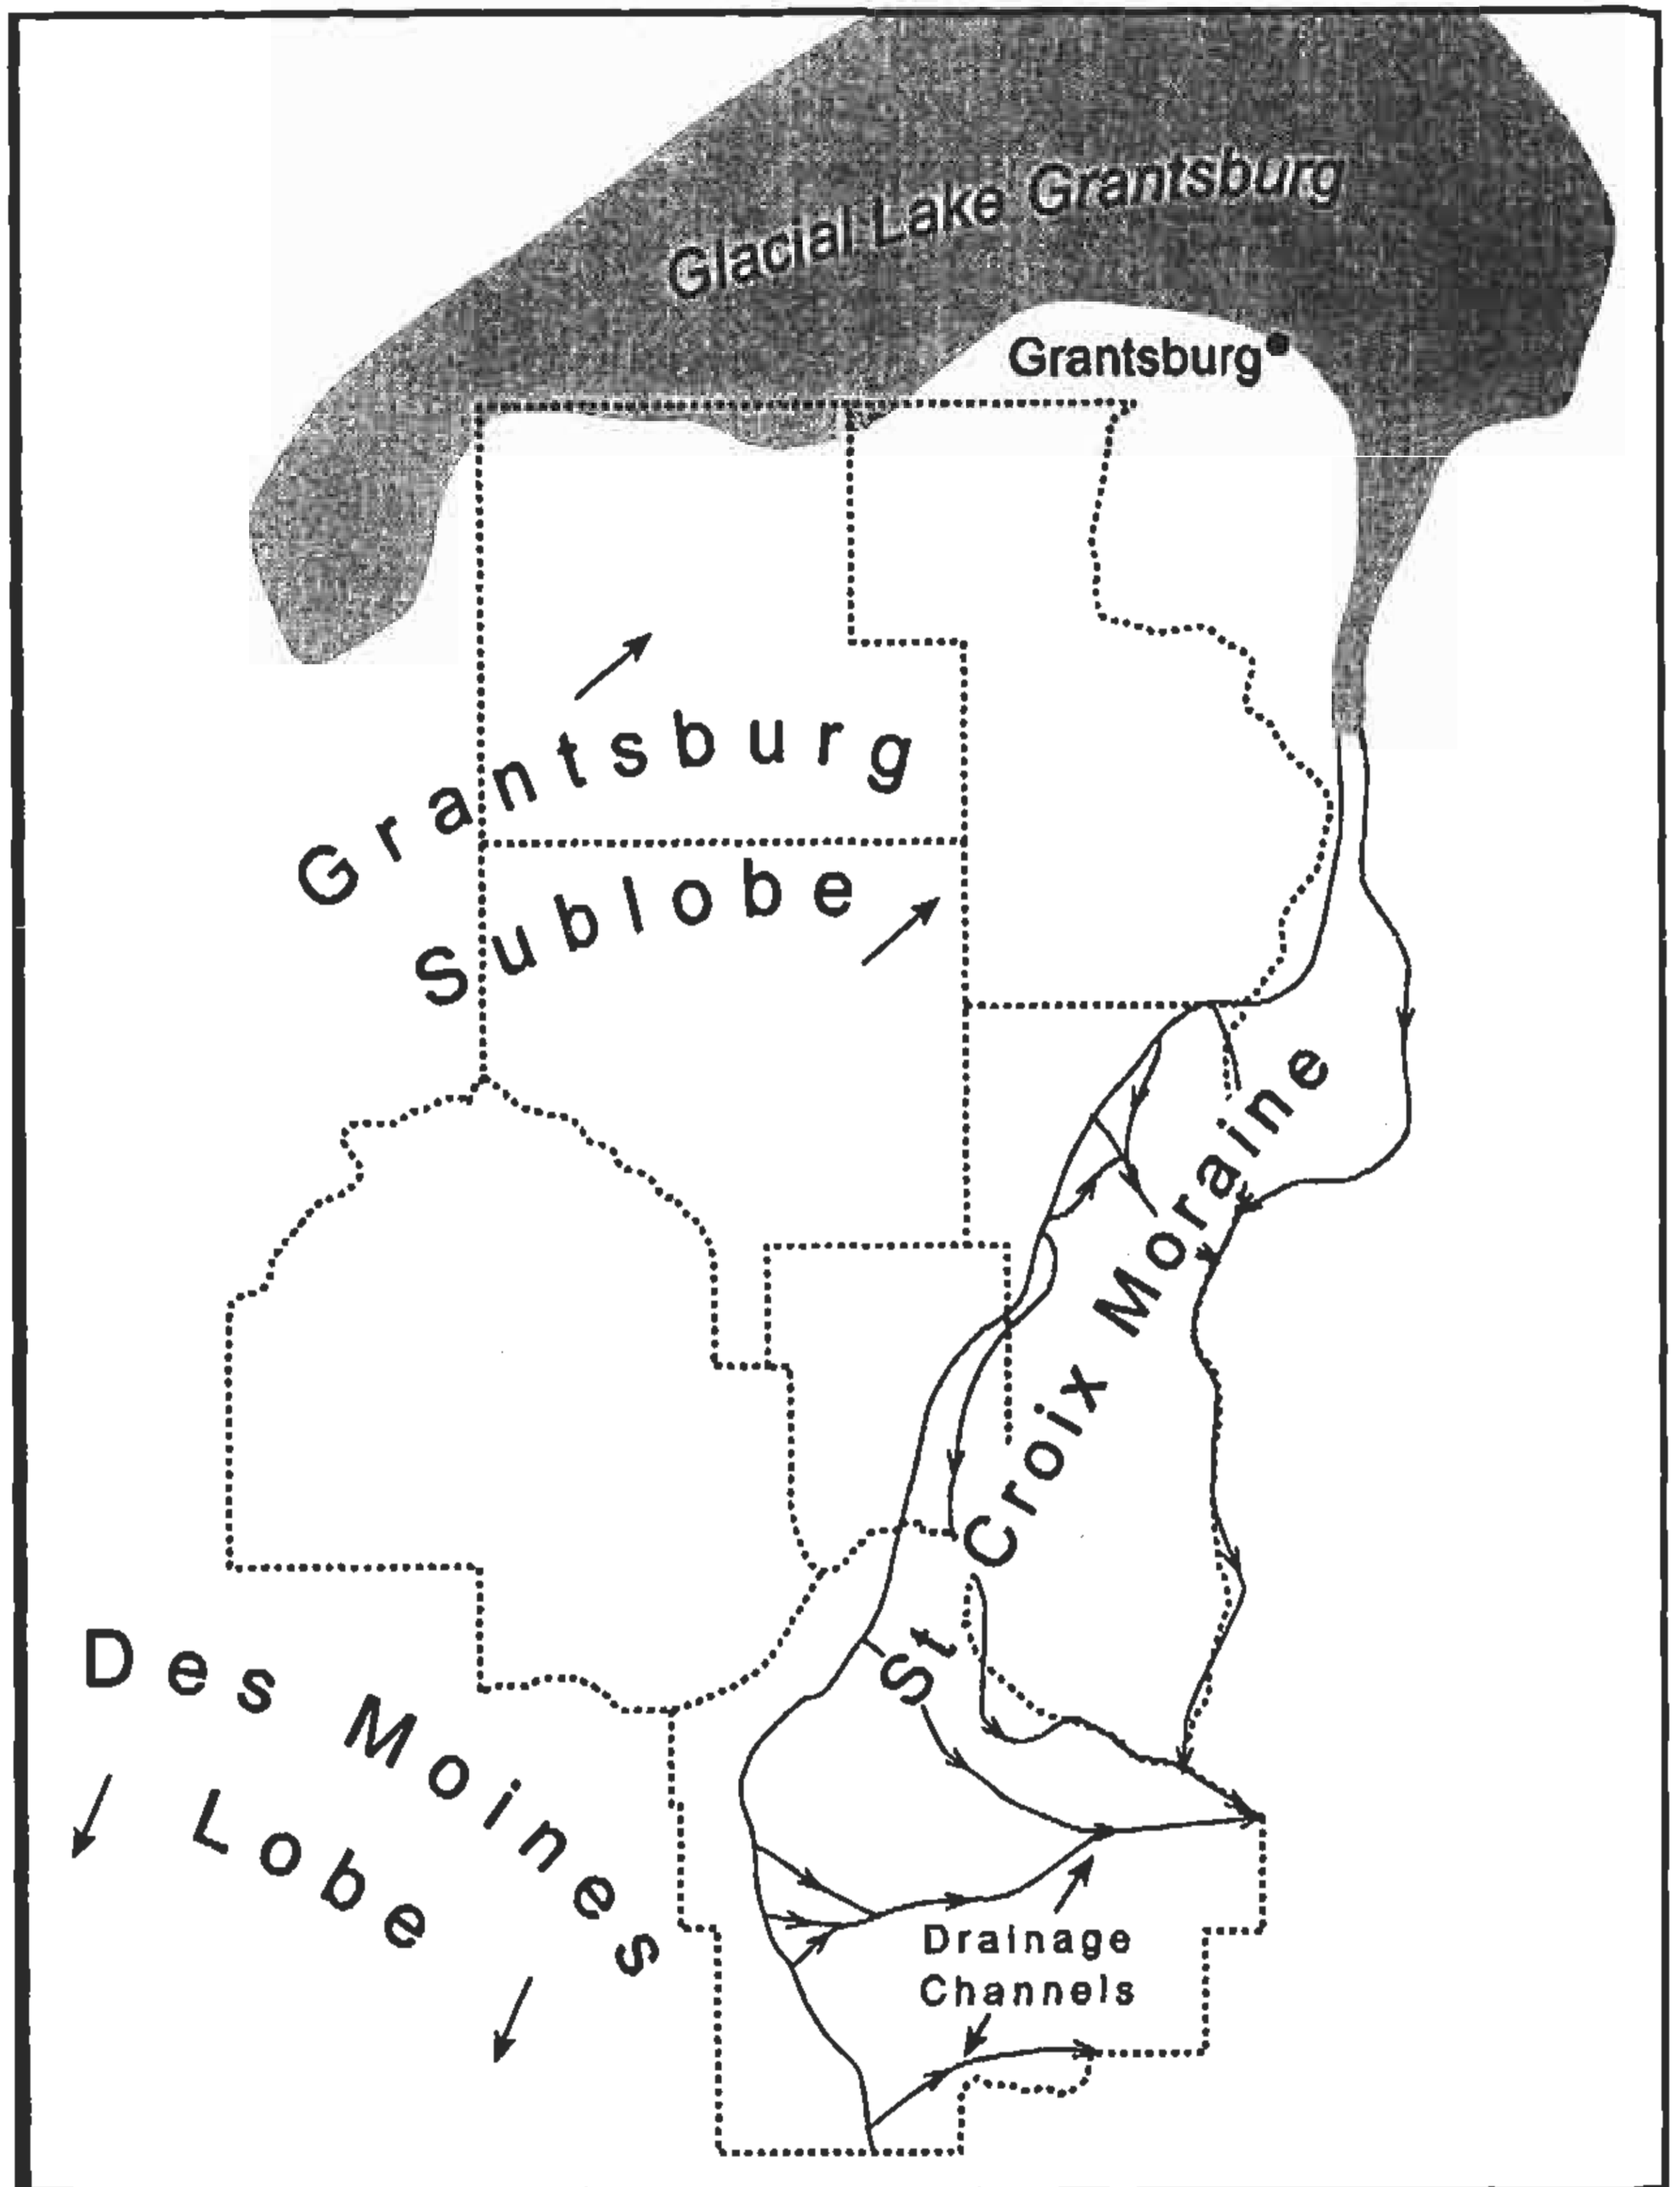 Glacial Lake Grantsburg
Grantsburg
Grantsburg
Sublobe
St Croix Moraine
Des Moines
Lobe
Drainage
Channels